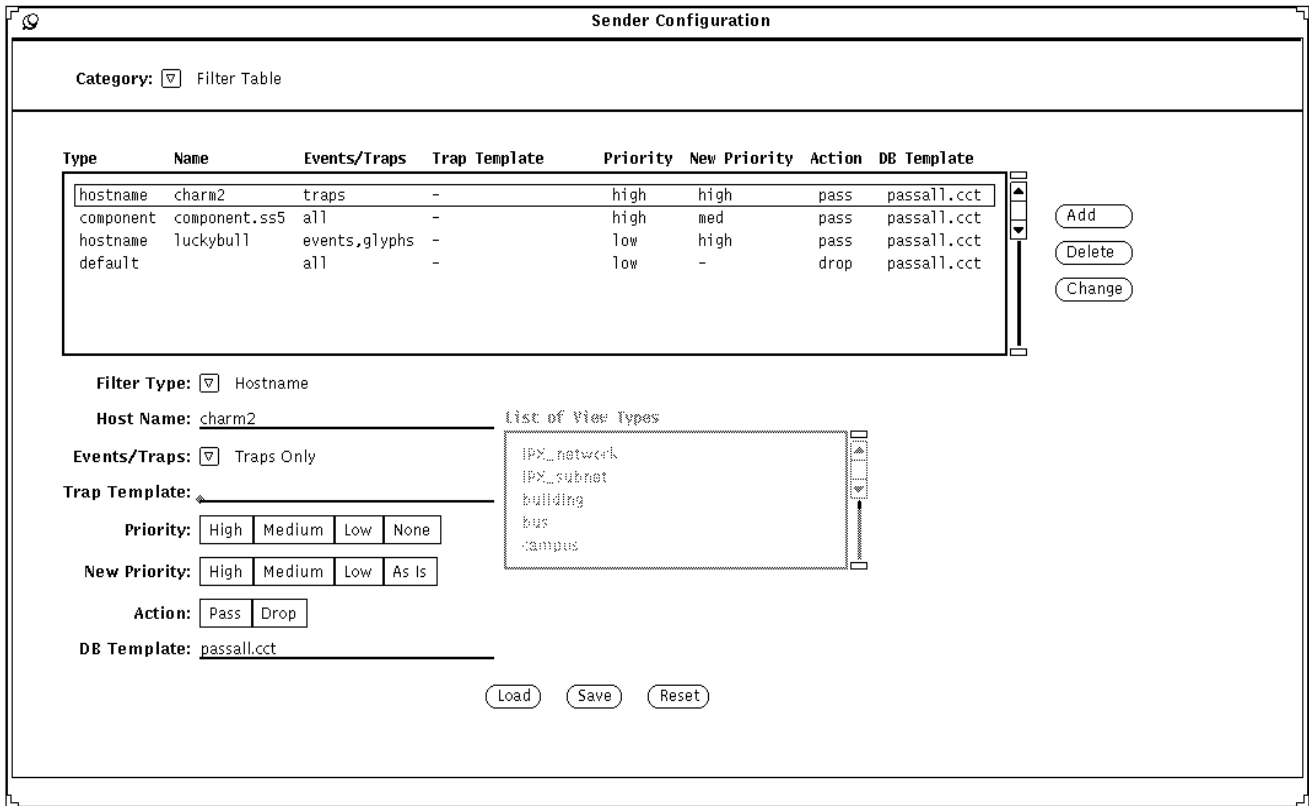 Sender Configuration
Category: Filter Table
Type Name Events/Traps Trap Template Priority New Priority Action DB Template
hostname charm2 traps - high high pass passall.cct
component component.ss5 all - high med pass passall.cct
hostname luckybull events,glyphs - low high pass passall.cct
default all - low - drop passall.cct
Add
Delete
Change
Filter Type: Hostname
Host Name: charm2
Events/Traps: Traps Only
Trap Template:
Priority: High Medium Low None
New Priority: High Medium Low As Is
Action: Pass Drop
DB Template: passall.cct
List of View Types
IPX_network
IPX_subnet
building
bus
campus
Load Save Reset